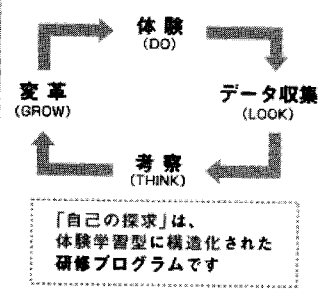 体験
(DO)
変革
(GROW)
データ収集
(LOOK)
考察
(THINK)
「自己の探求」は、
体験学習型に構造化された
研修プログラムです